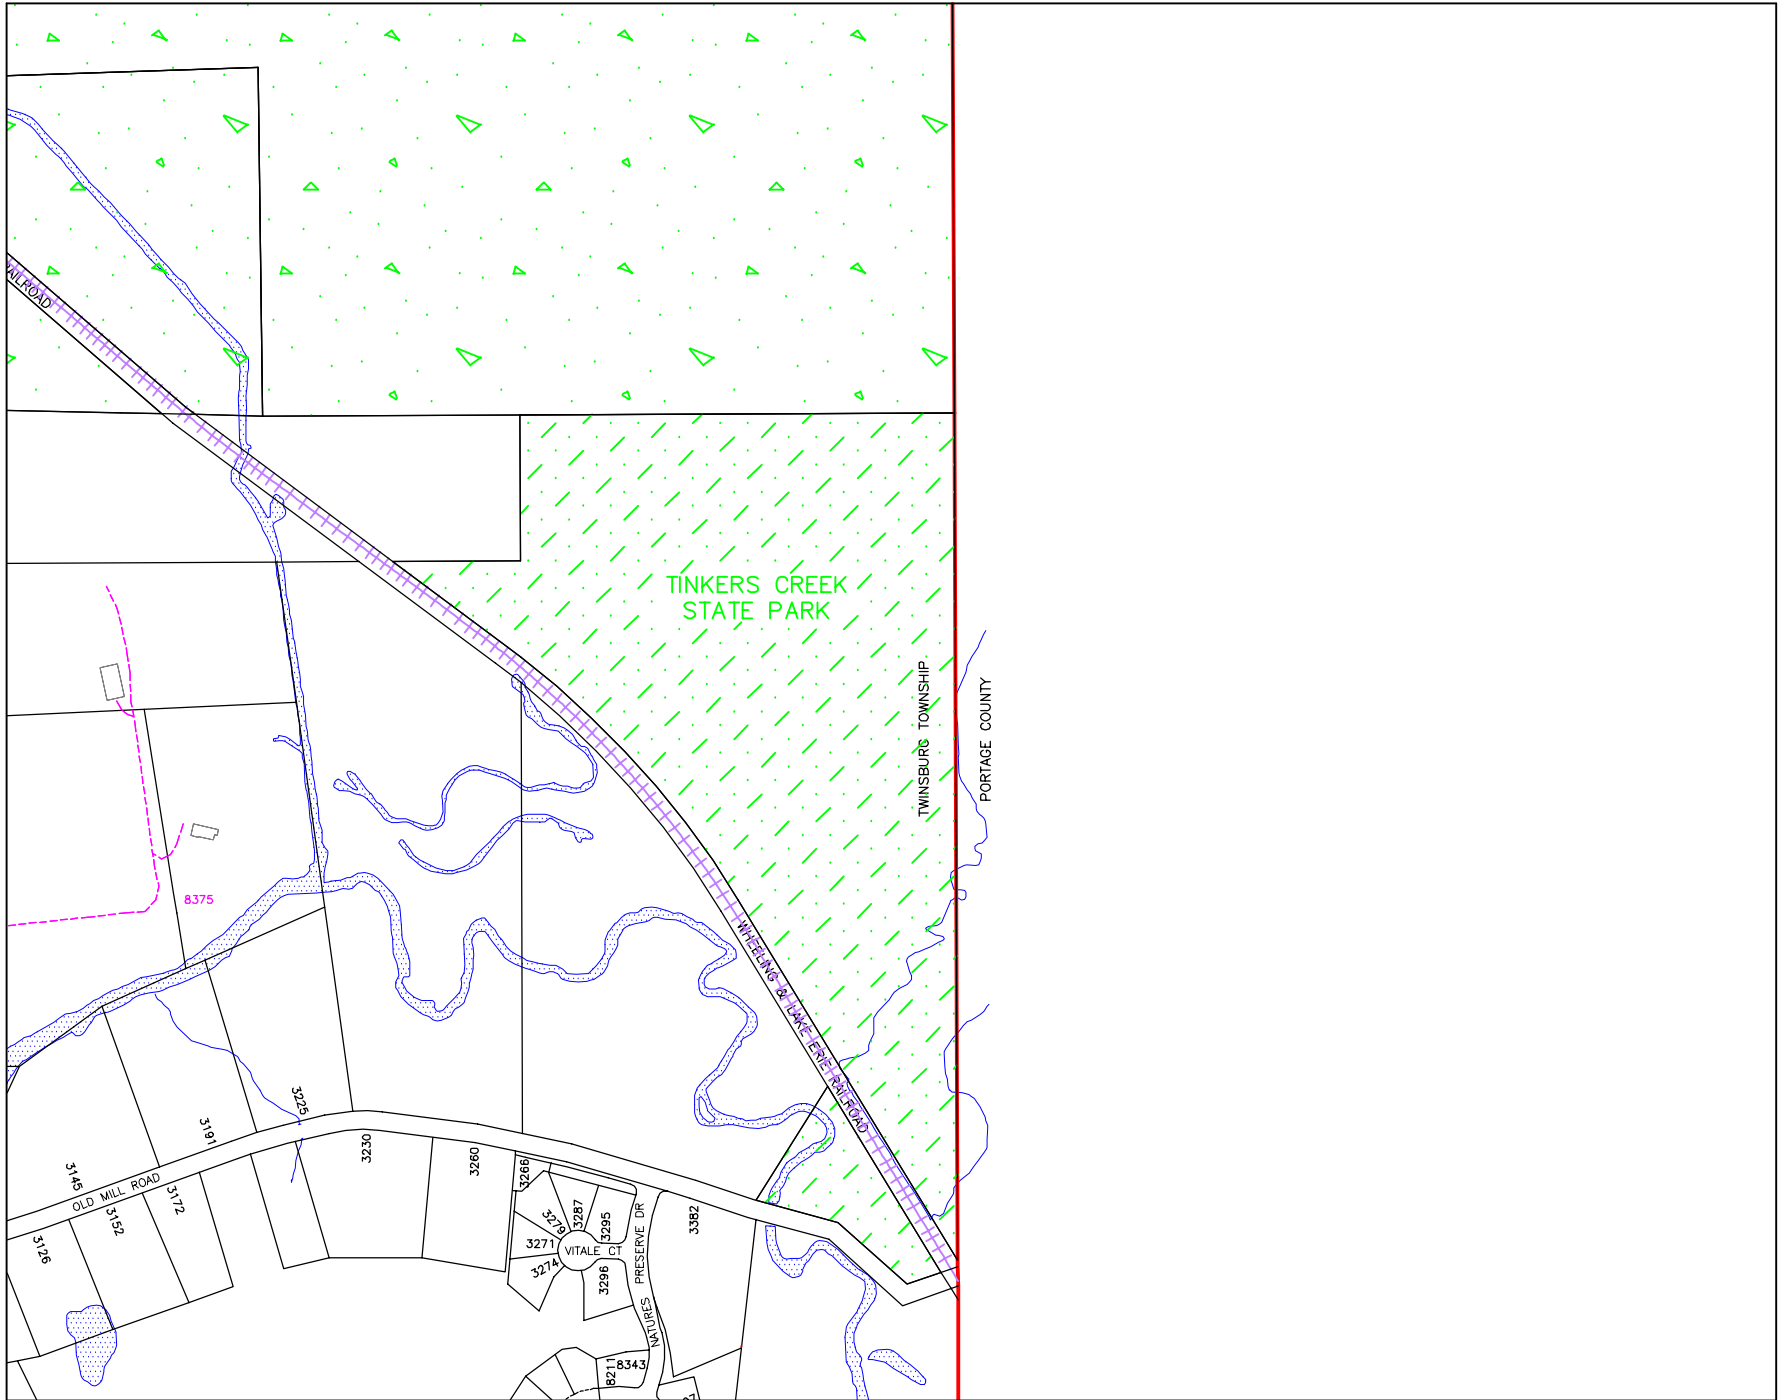 RAILROAD
TINKERS CREEK
STATE PARK
TWINSBURG TOWNSHIP
PORTAGE COUNTY
8375
WHEELING & LAKE ERIE RAILROAD
3225
3191
3145
OLD MILL ROAD
3172
3152
3126
3230
3260
3266
3287
3279
3295
3271
VITALE CT
3274
3296
NATURES PRESERVE DR
3382
8211
8343